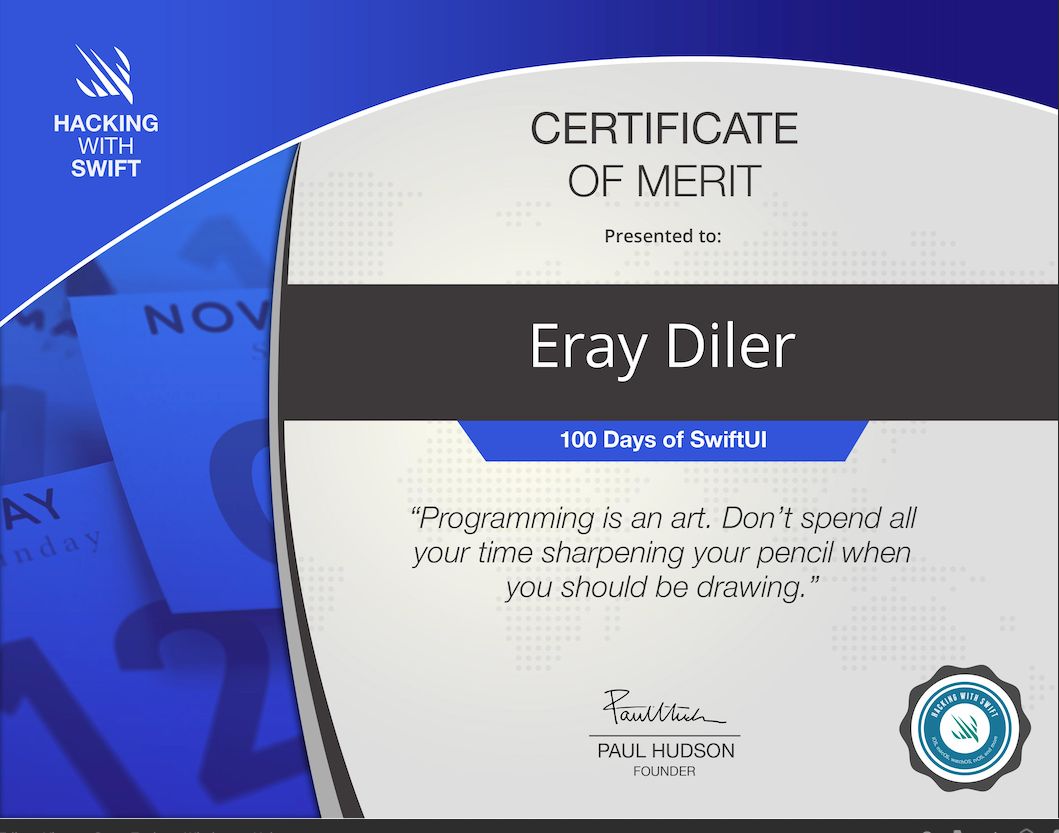 HACKING
WITH
SWIFT
CERTIFICATE
OF MERIT
Presented to:
NOV
Eray Diler
100 Days of SwiftUI
AY
nday
12
“Programming is an art. Don’t spend all
your time sharpening your pencil when
you should be drawing.”
PAUL HUDSON
FOUNDER
HACKING WITH SWIFT
iOS, macOS, watchOS, tvOS, and more